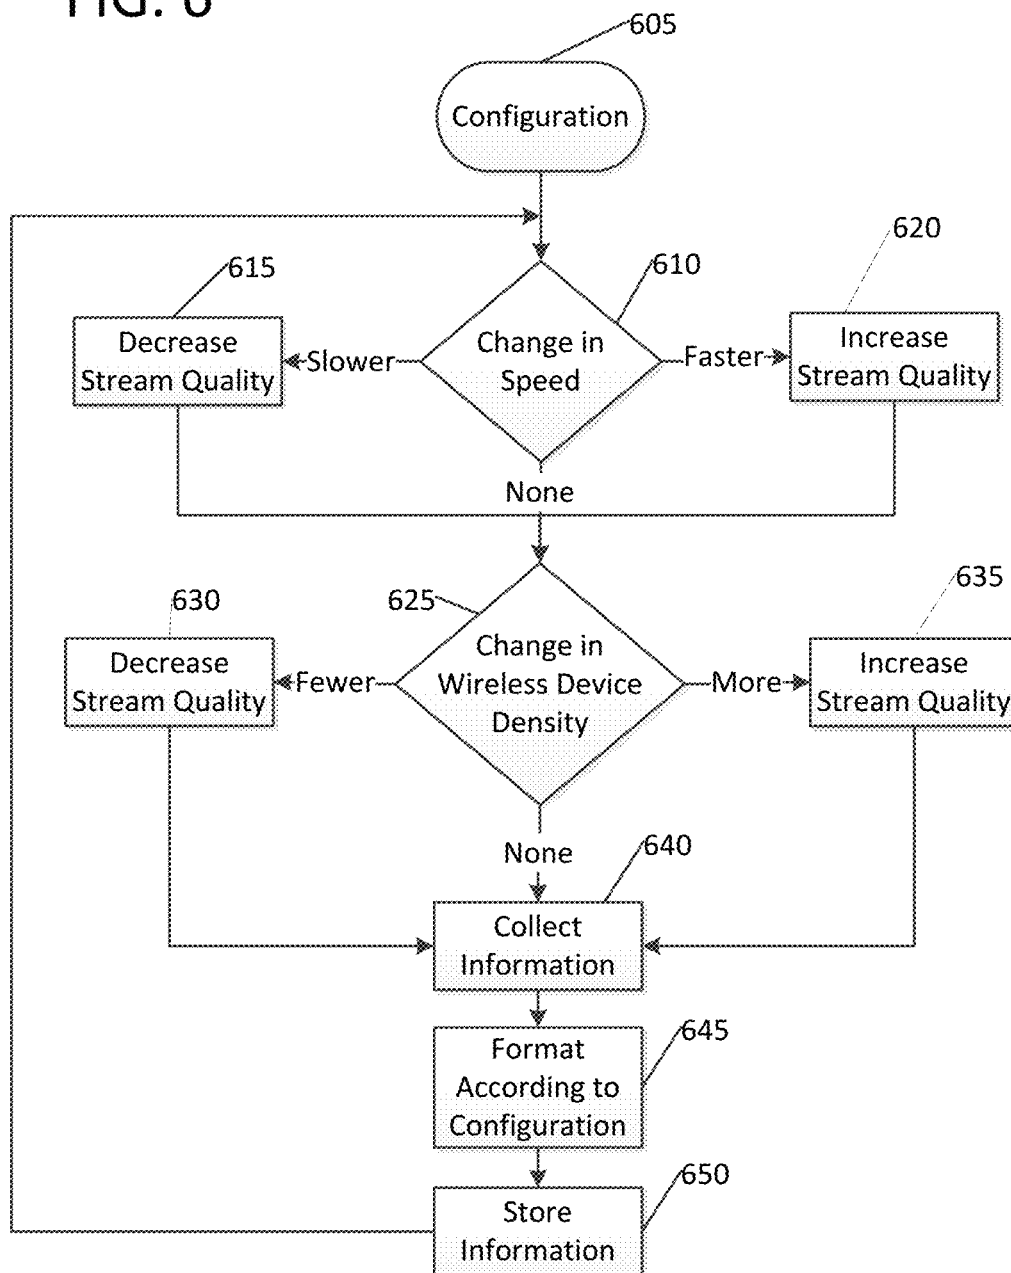 FIG. 6
605
Configuration
620
615
610
Decrease
Stream Quality
Slower
Change in
Speed
Faster
Increase
Stream Quality
None
630
625
635
Decrease
Stream Quality
Fewer
Change in
Wireless Device
Density
More
Increase
Stream Quality
None
640
Collect
Information
645
Format
According to
Configuration
650
Store
Information